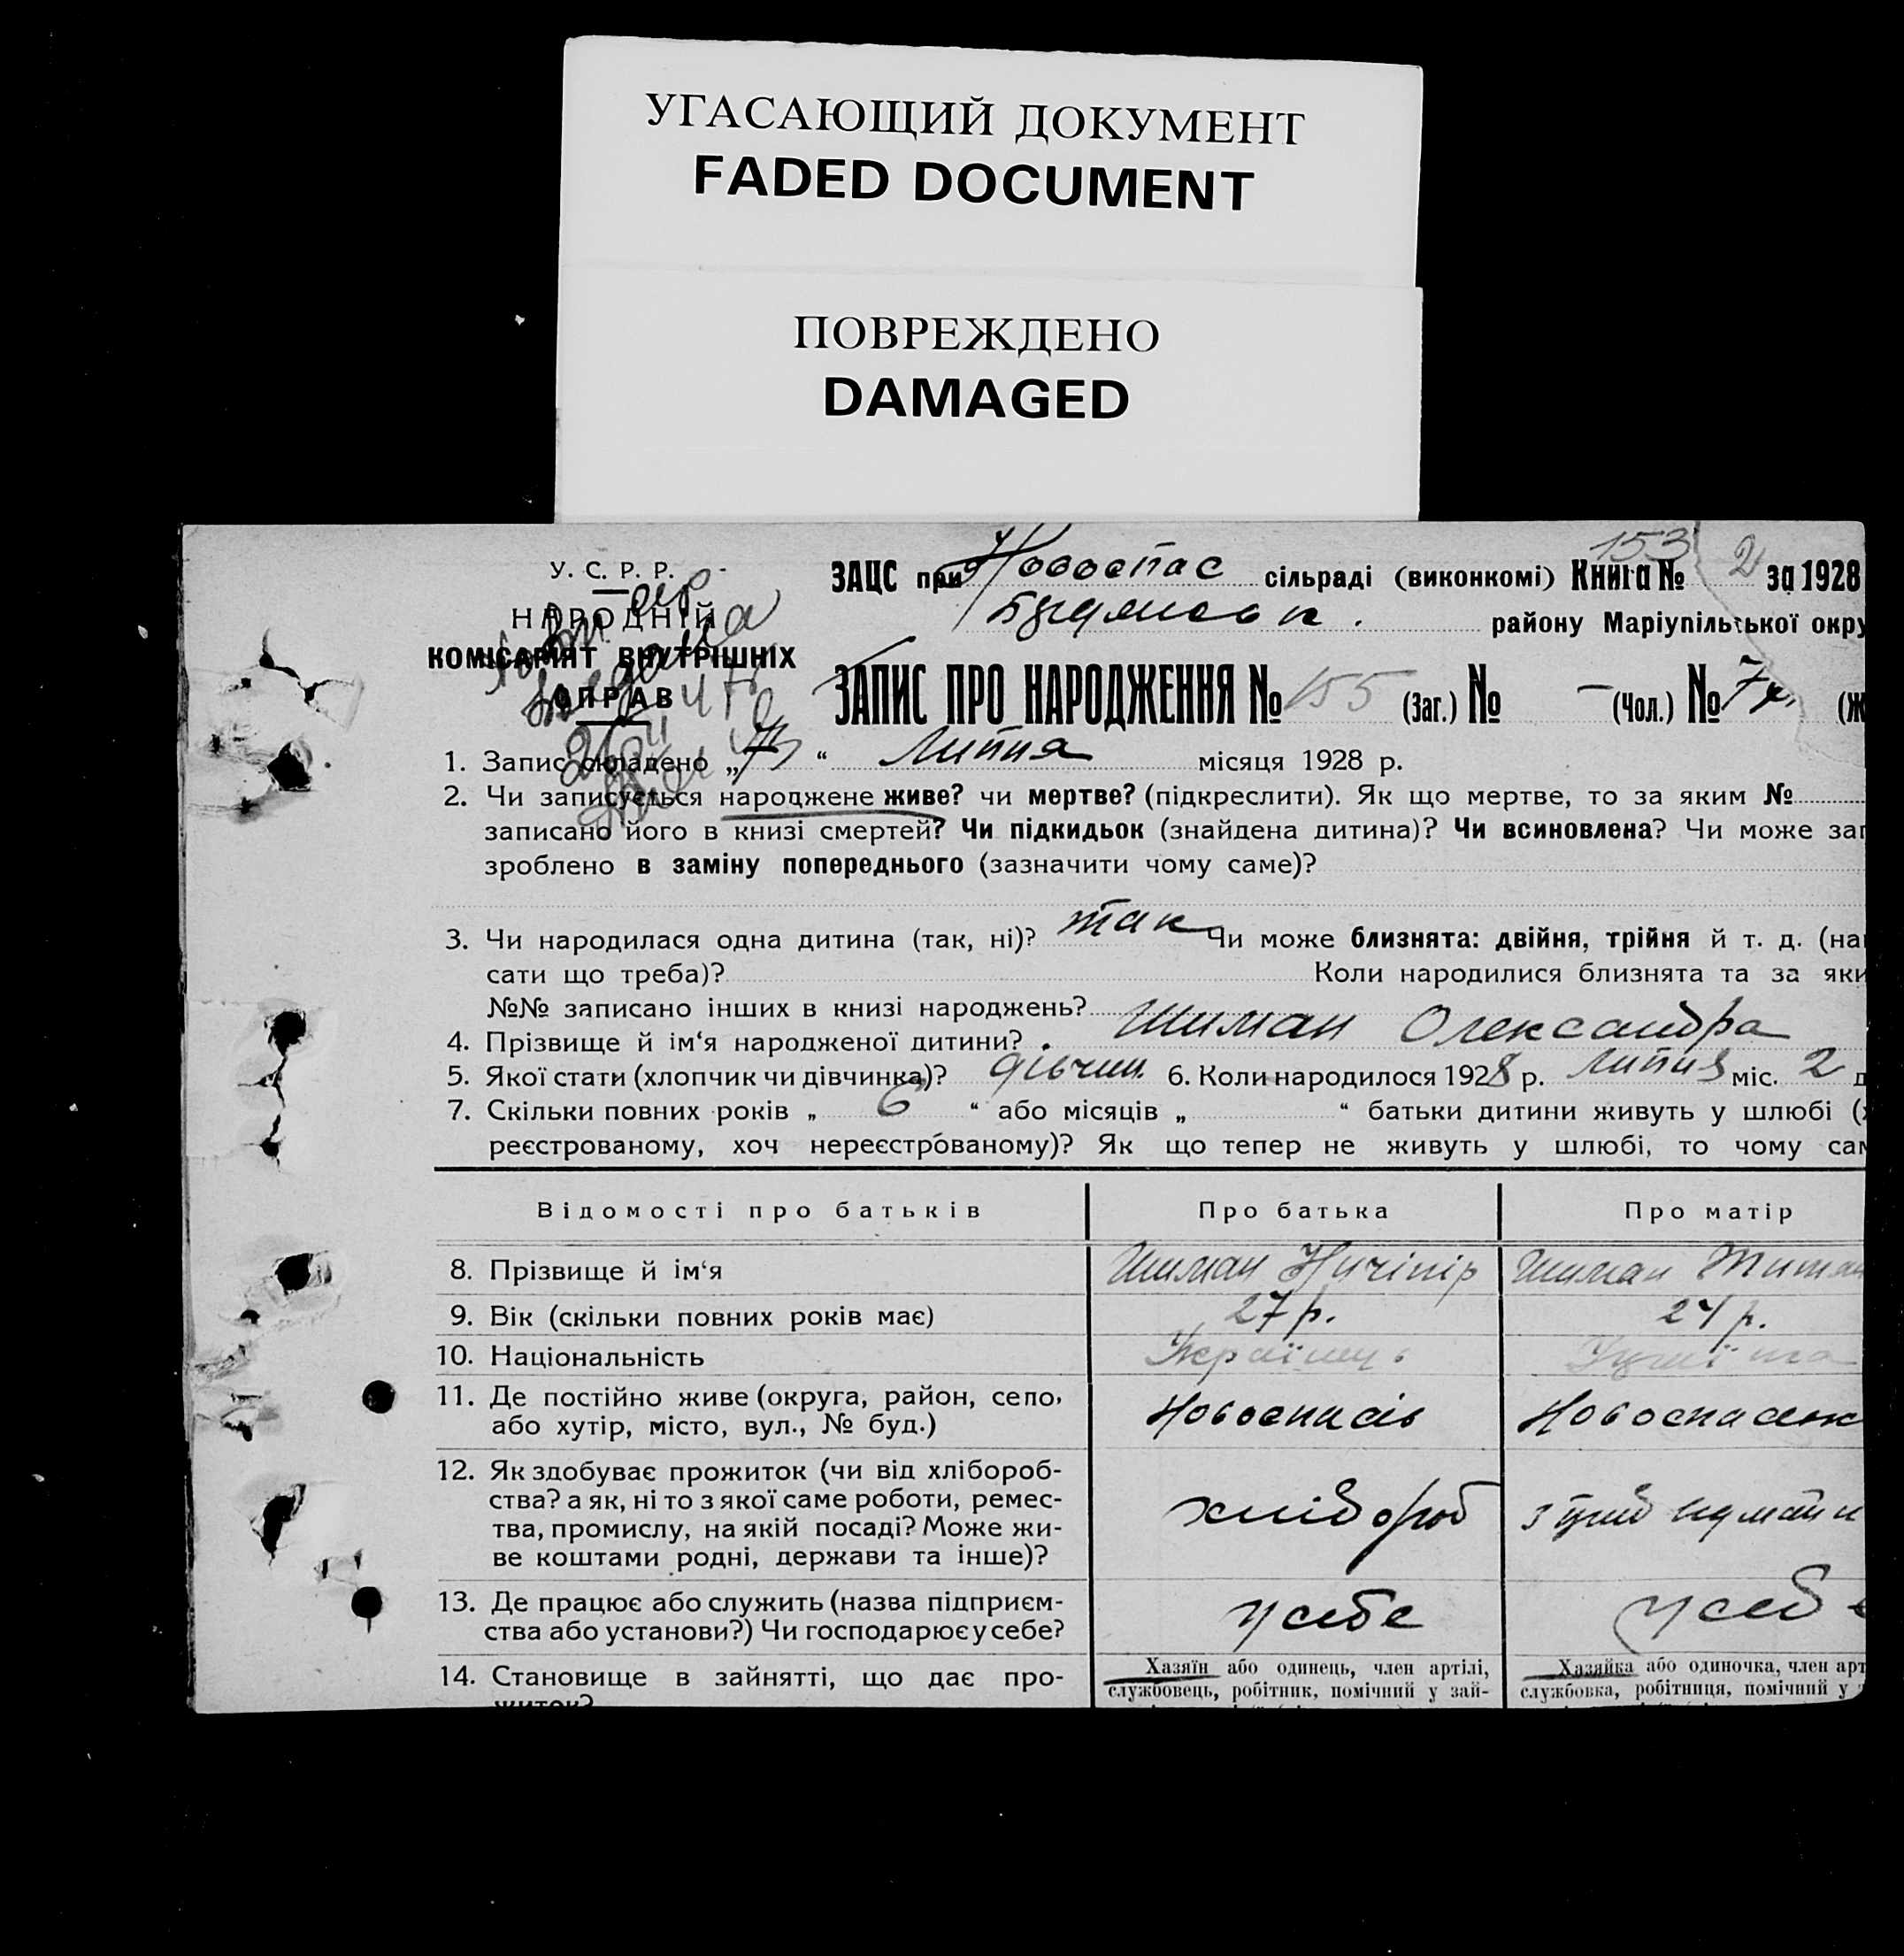 УГАСАЮЩИЙ ДОКУМЕНТ
FADED DOCUMENT
ПОВРЕЖДЕНО
DAMAGED
У. С. Р. Р.
НАРОДНІЙ
КОМІСАРІЯТ ВНУТРІШНІХ
СПРАВ
ЗАЦС при Новоспас сільраді (виконкомі) Книга № 2 за 1928
153
району Маріупільської окру
ЗАПИС ПРО НАРОДЖЕННЯ № 155 (Заг.) № – (Чол.) № (Ж
1. Запис складено „ “ Липня місяця 1928 р.
2. Чи записується народжене живе? чи мертве? (підкреслити). Як що мертве, то за яким №
записано його в книзі смертей? Чи підкидьок (знайдена дитина)? Чи всиновлена? Чи може зап
зроблено в заміну попереднього (зазначити чому саме)?
3. Чи народилася одна дитина (так, ні)? так Чи може близнята: двійня, трійня й т. д. (на
сати що треба)? Коли народилися близнята та за яки
№№ записано інших в книзі народжень?
4. Прізвище й ім‘я народженої дитини? Шиман Олександра
5. Якої стати (хлопчик чи дівчинка)? дівчин. 6. Коли народилося 1928 р. Липня міс. 2 д
7. Скільки повних років „ 6 “ або місяців „ “ батьки дитини живуть у шлюбі (х
реєстрованому, хоч нереєстрованому)? Як що тепер не живуть у шлюбі, то чому сам
Відомості про батьків Про батька Про матір
8. Прізвище й ім‘я Шиман Ничіпір Шиман
9. Вік (скільки повних років має) 27 р. 24 р.
10. Національність Українець
11. Де постійно живе (округа, район, село,
або хутір, місто, вул., № буд.) Новоспасів Новоспасівк
12. Як здобуває прожиток (чи від хлібороб-
ства? а як, ні то з якої саме роботи, ремес-
тва, промислу, на якій посаді? Може жи-
ве коштами родні, держави та інше)?
хлібороб
13. Де працює або служить (назва підприєм-
ства або установи?) Чи господарює у себе?
у себе у себе
14. Становище в зайнятті, що дає про-
житок?
Хазяїн або одинець, член артілі,
службовець, робітник, помічний у зай-
Хазяйка або одиночка, член арт
службовка, робітниця, помічний у з